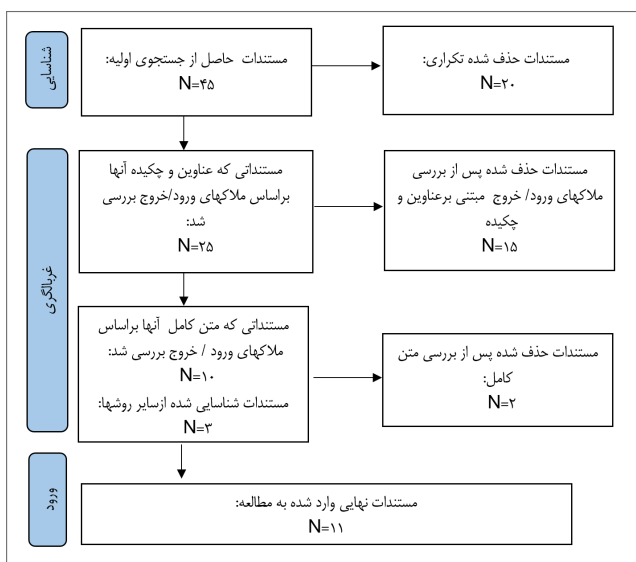 شناسایی
مستندات حاصل از جستجوی اولیه:
N=۴۵
مستندات حذف شده تکراری:
N=۲۰
غربالگری
مستنداتی که عناوین و چکیده آنها
براساس ملاکهای ورود/خروج بررسی
شد:
N=۲۵
مستندات حذف شده پس از بررسی
ملاکهای ورود/ خروج مبتنی برعناوین و
چکیده
N=۱۵
مستنداتی که متن کامل آنها براساس
ملاکهای ورود / خروج بررسی شد:
N=۱۰
مستندات شناسایی شده ازسایر روشها:
N=۳
مستندات حذف شده پس از بررسی متن
کامل:
N=۲
ورود
مستندات نهایی وارد شده به مطالعه:
N=۱۱